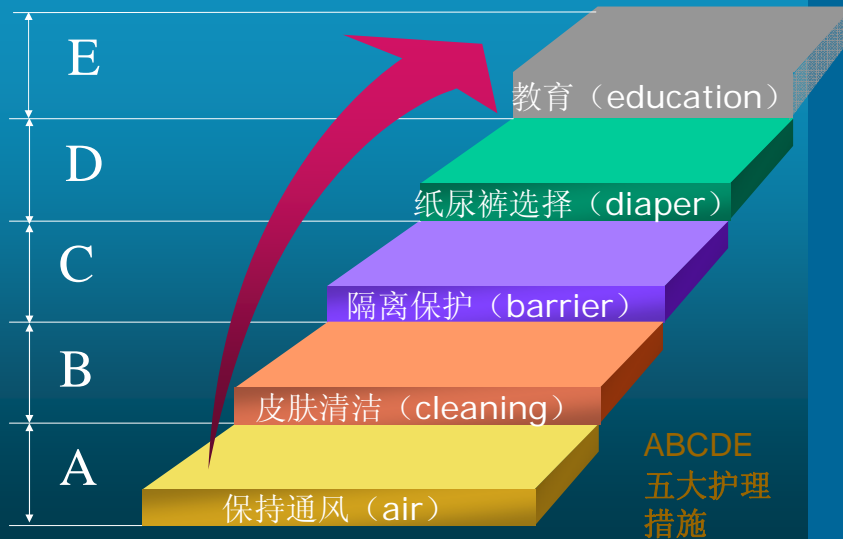 E
教育（education）
D
纸尿裤选择（diaper）
C
隔离保护（barrier）
B
皮肤清洁（cleaning）
A
保持通风（air）
ABCDE
五大护理
措施